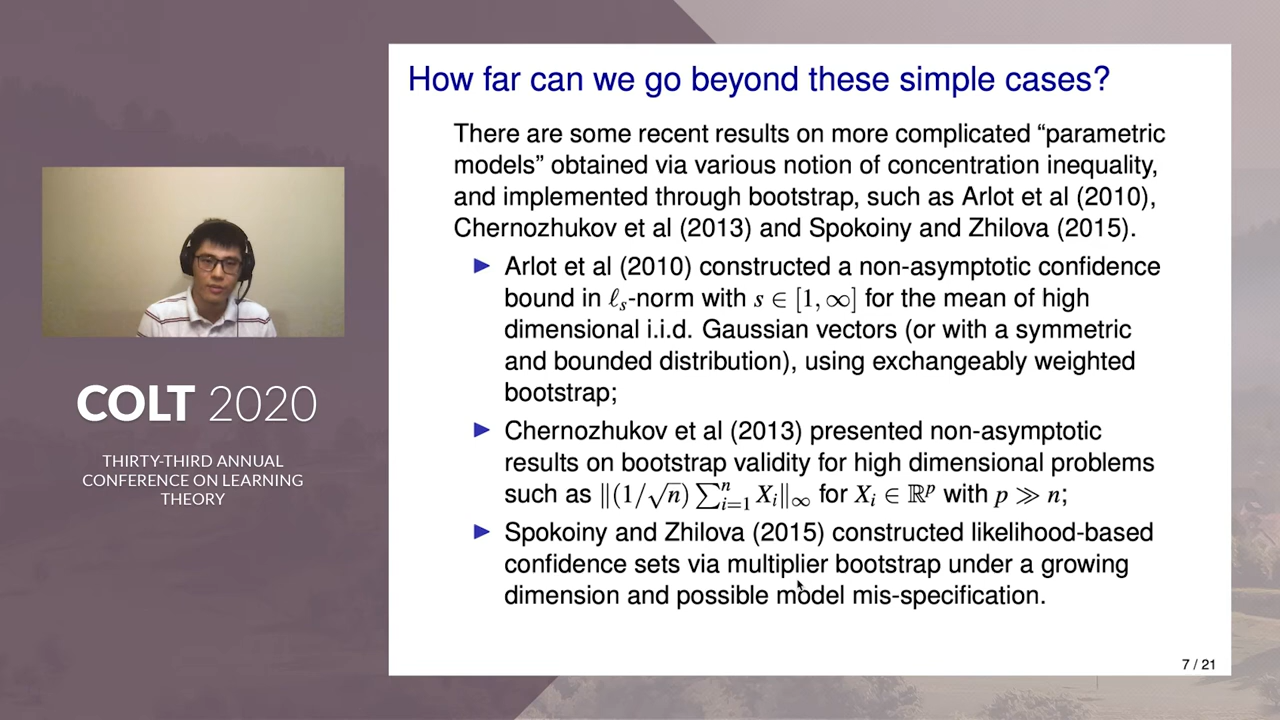 COLT 2020
THIRTY-THIRD ANNUAL
CONFERENCE ON LEARNING
THEORY
How far can we go beyond these simple cases?
There are some recent results on more complicated “parametric
models” obtained via various notion of concentration inequality,
and implemented through bootstrap, such as Arlot et al (2010),
Chernozhukov et al (2013) and Spokoiny and Zhilova (2015).
▶ Arlot et al (2010) constructed a non-asymptotic confidence
bound in ℓₛ-norm with s ∈ [1, ∞] for the mean of high
dimensional i.i.d. Gaussian vectors (or with a symmetric
and bounded distribution), using exchangeably weighted
bootstrap;
▶ Chernozhukov et al (2013) presented non-asymptotic
results on bootstrap validity for high dimensional problems
such as ‖(1/√n) ∑ⁿᵢ₌₁ Xᵢ‖∞ for Xᵢ ∈ ℝᵖ with p ≫ n;
▶ Spokoiny and Zhilova (2015) constructed likelihood-based
confidence sets via multiplier bootstrap under a growing
dimension and possible model mis-specification.
7 / 21